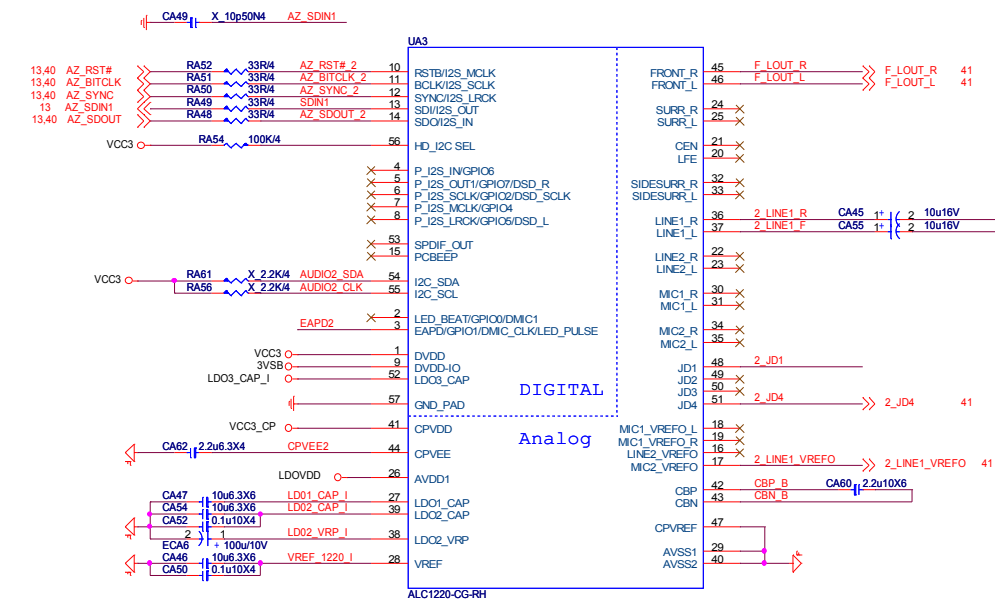 CA49 X_10p50N4 AZ_SDIN1
UA3
13,40 AZ_RST# RA52 33R/4 AZ_RST#_2 10 RSTB/I2S_MCLK FRONT_R 45 F_LOUT_R F_LOUT_R 41
13,40 AZ_BITCLK RA51 33R/4 AZ_BITCLK_2 11 BCLK/I2S_SCLK FRONT_L 46 F_LOUT_L F_LOUT_L 41
13,40 AZ_SYNC RA50 33R/4 AZ_SYNC_2 12 SYNC/I2S_LRCK
13 AZ_SDIN1 RA49 33R/4 SDIN1 13 SDI/I2S_OUT SURR_R 24
13,40 AZ_SDOUT RA48 33R/4 AZ_SDOUT_2 14 SDO/I2S_IN SURR_L 25
VCC3 RA54 100K/4 56 HD_I2C SEL CEN 21
LFE 20
4 P_I2S_IN/GPIO6
5 P_I2S_OUT1/GPIO7/DSD_R SIDESURR_R 32
6 P_I2S_SCLK/GPIO2/DSD_SCLK SIDESURR_L 33
7 P_I2S_MCLK/GPIO4
8 P_I2S_LRCK/GPIO5/DSD_L LINE1_R 36 2_LINE1_R CA45 1 + 2 10u16V
LINE1_L 37 2_LINE1_F CA55 1 + 2 10u16V
53 SPDIF_OUT
15 PCBEEP LINE2_R 22
LINE2_L 23
VCC3 RA61 X_2.2K/4 AUDIO2_SDA 54 I2C_SDA
RA56 X_2.2K/4 AUDIO2_CLK 55 I2C_SCL MIC1_R 30
MIC1_L 31
2 LED_BEAT/GPIO0/DMIC1
EAPD2 3 EAPD/GPIO1/DMIC_CLK/LED_PULSE MIC2_R 34
MIC2_L 35
VCC3 1 DVDD
3VSB 9 DVDD-IO JD1 48 2_JD1
LDO3_CAP_I 52 LDO3_CAP JD2 49
DIGITAL JD3 50
57 GND_PAD JD4 51 2_JD4 2_JD4 41
VCC3_CP 41 CPVDD MIC1_VREFO_L 18
Analog MIC1_VREFO_R 19
CA62 2.2u6.3X4 CPVEE2 44 CPVEE LINE2_VREFO 16
MIC2_VREFO 17 2_LINE1_VREFO 2_LINE1_VREFO 41
LDOVDD 26 AVDD1
CBP 42 CBP_B CA60 2.2u10X6
CA47 10u6.3X6 LD01_CAP_I 27 LDO1_CAP CBN 43 CBN_B
CA54 10u6.3X6 LD02_CAP_I 39 LDO2_CAP
CA52 0.1u10X4 CPVREF 47
2 1 LD02_VRP_I 38 LDO2_VRP
ECA6 + 100u/10V AVSS1 29
CA46 10u6.3X6 VREF_1220_I 28 VREF AVSS2 40
CA50 0.1u10X4
ALC1220-CG-RH